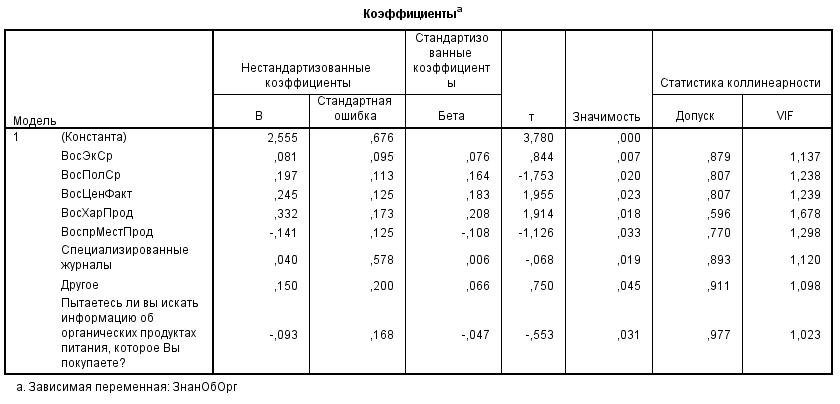 Коэффициентыa
Модель Нестандартизованные коэффициенты Стандартизо ванные коэффициент ы т Значимость Статистика коллинеарности
B Стандартная ошибка Бета Допуск VIF
1 (Константа) 2,555 ,676 3,780 ,000
ВосЭкСр ,081 ,095 ,076 ,844 ,007 ,879 1,137
ВосПолСр ,197 ,113 ,164 -1,753 ,020 ,807 1,238
ВосЦенФакт ,245 ,125 ,183 1,955 ,023 ,807 1,239
ВосХарПрод ,332 ,173 ,208 1,914 ,018 ,596 1,678
ВоспрМестПрод -,141 ,125 -,108 -1,126 ,033 ,770 1,298
Специализированные
журналы ,040 ,578 ,006 -,068 ,019 ,893 1,120
Другое ,150 ,200 ,066 ,750 ,045 ,911 1,098
Пытаетесь ли вы искать
информацию об
органических продуктах
питания, которое Вы
покупаете? -,093 ,168 -,047 -,553 ,031 ,977 1,023
a. Зависимая переменная: ЗнанОбОрг